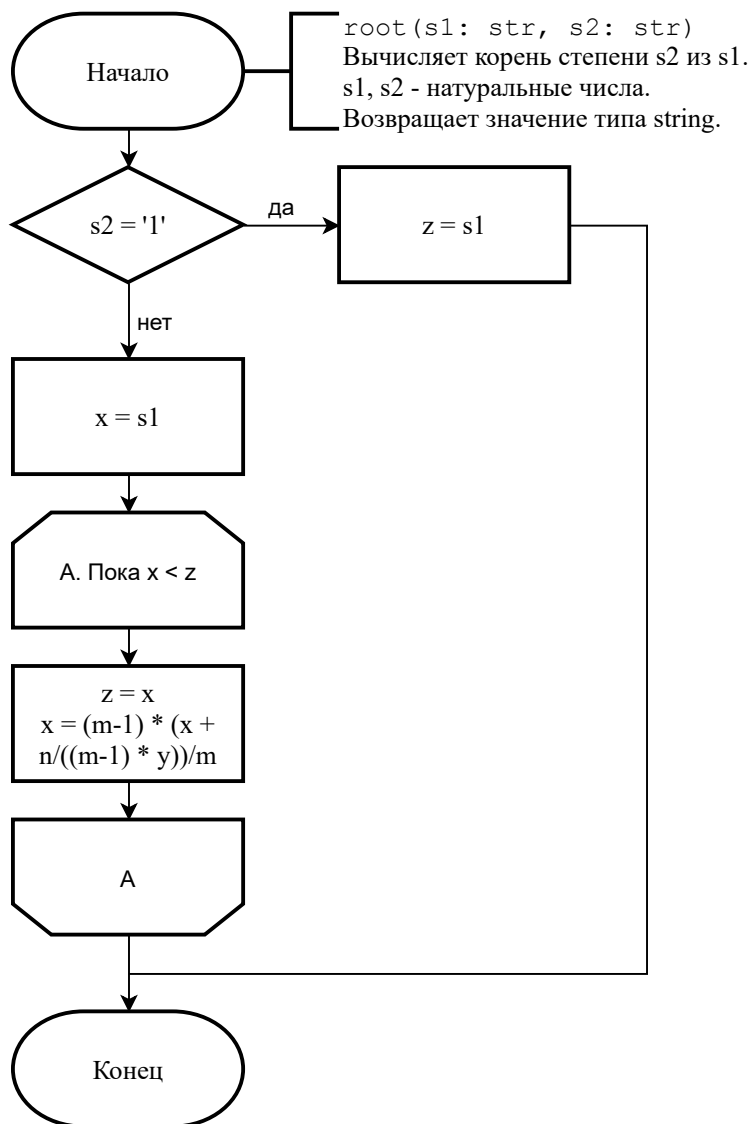 Начало
root(s1: str, s2: str)
Вычисляет корень степени s2 из s1.
s1, s2 - натуральные числа.
Возвращает значение типа string.
s2 = '1'
да
z = s1
нет
x = s1
А. Пока x < z
z = x
x = (m-1) * (x +
n/((m-1) * y))/m
А
Конец